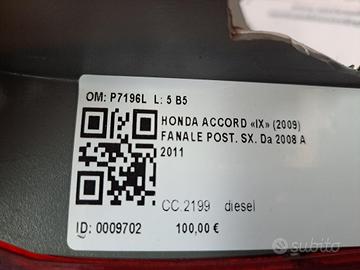 OM: P7196L L: 5 B5
HONDA ACCORD «IX» (2009)
FANALE POST. SX. Da 2008 A
2011
CC.2199 diesel
ID: 0009702 100,00 €
subito